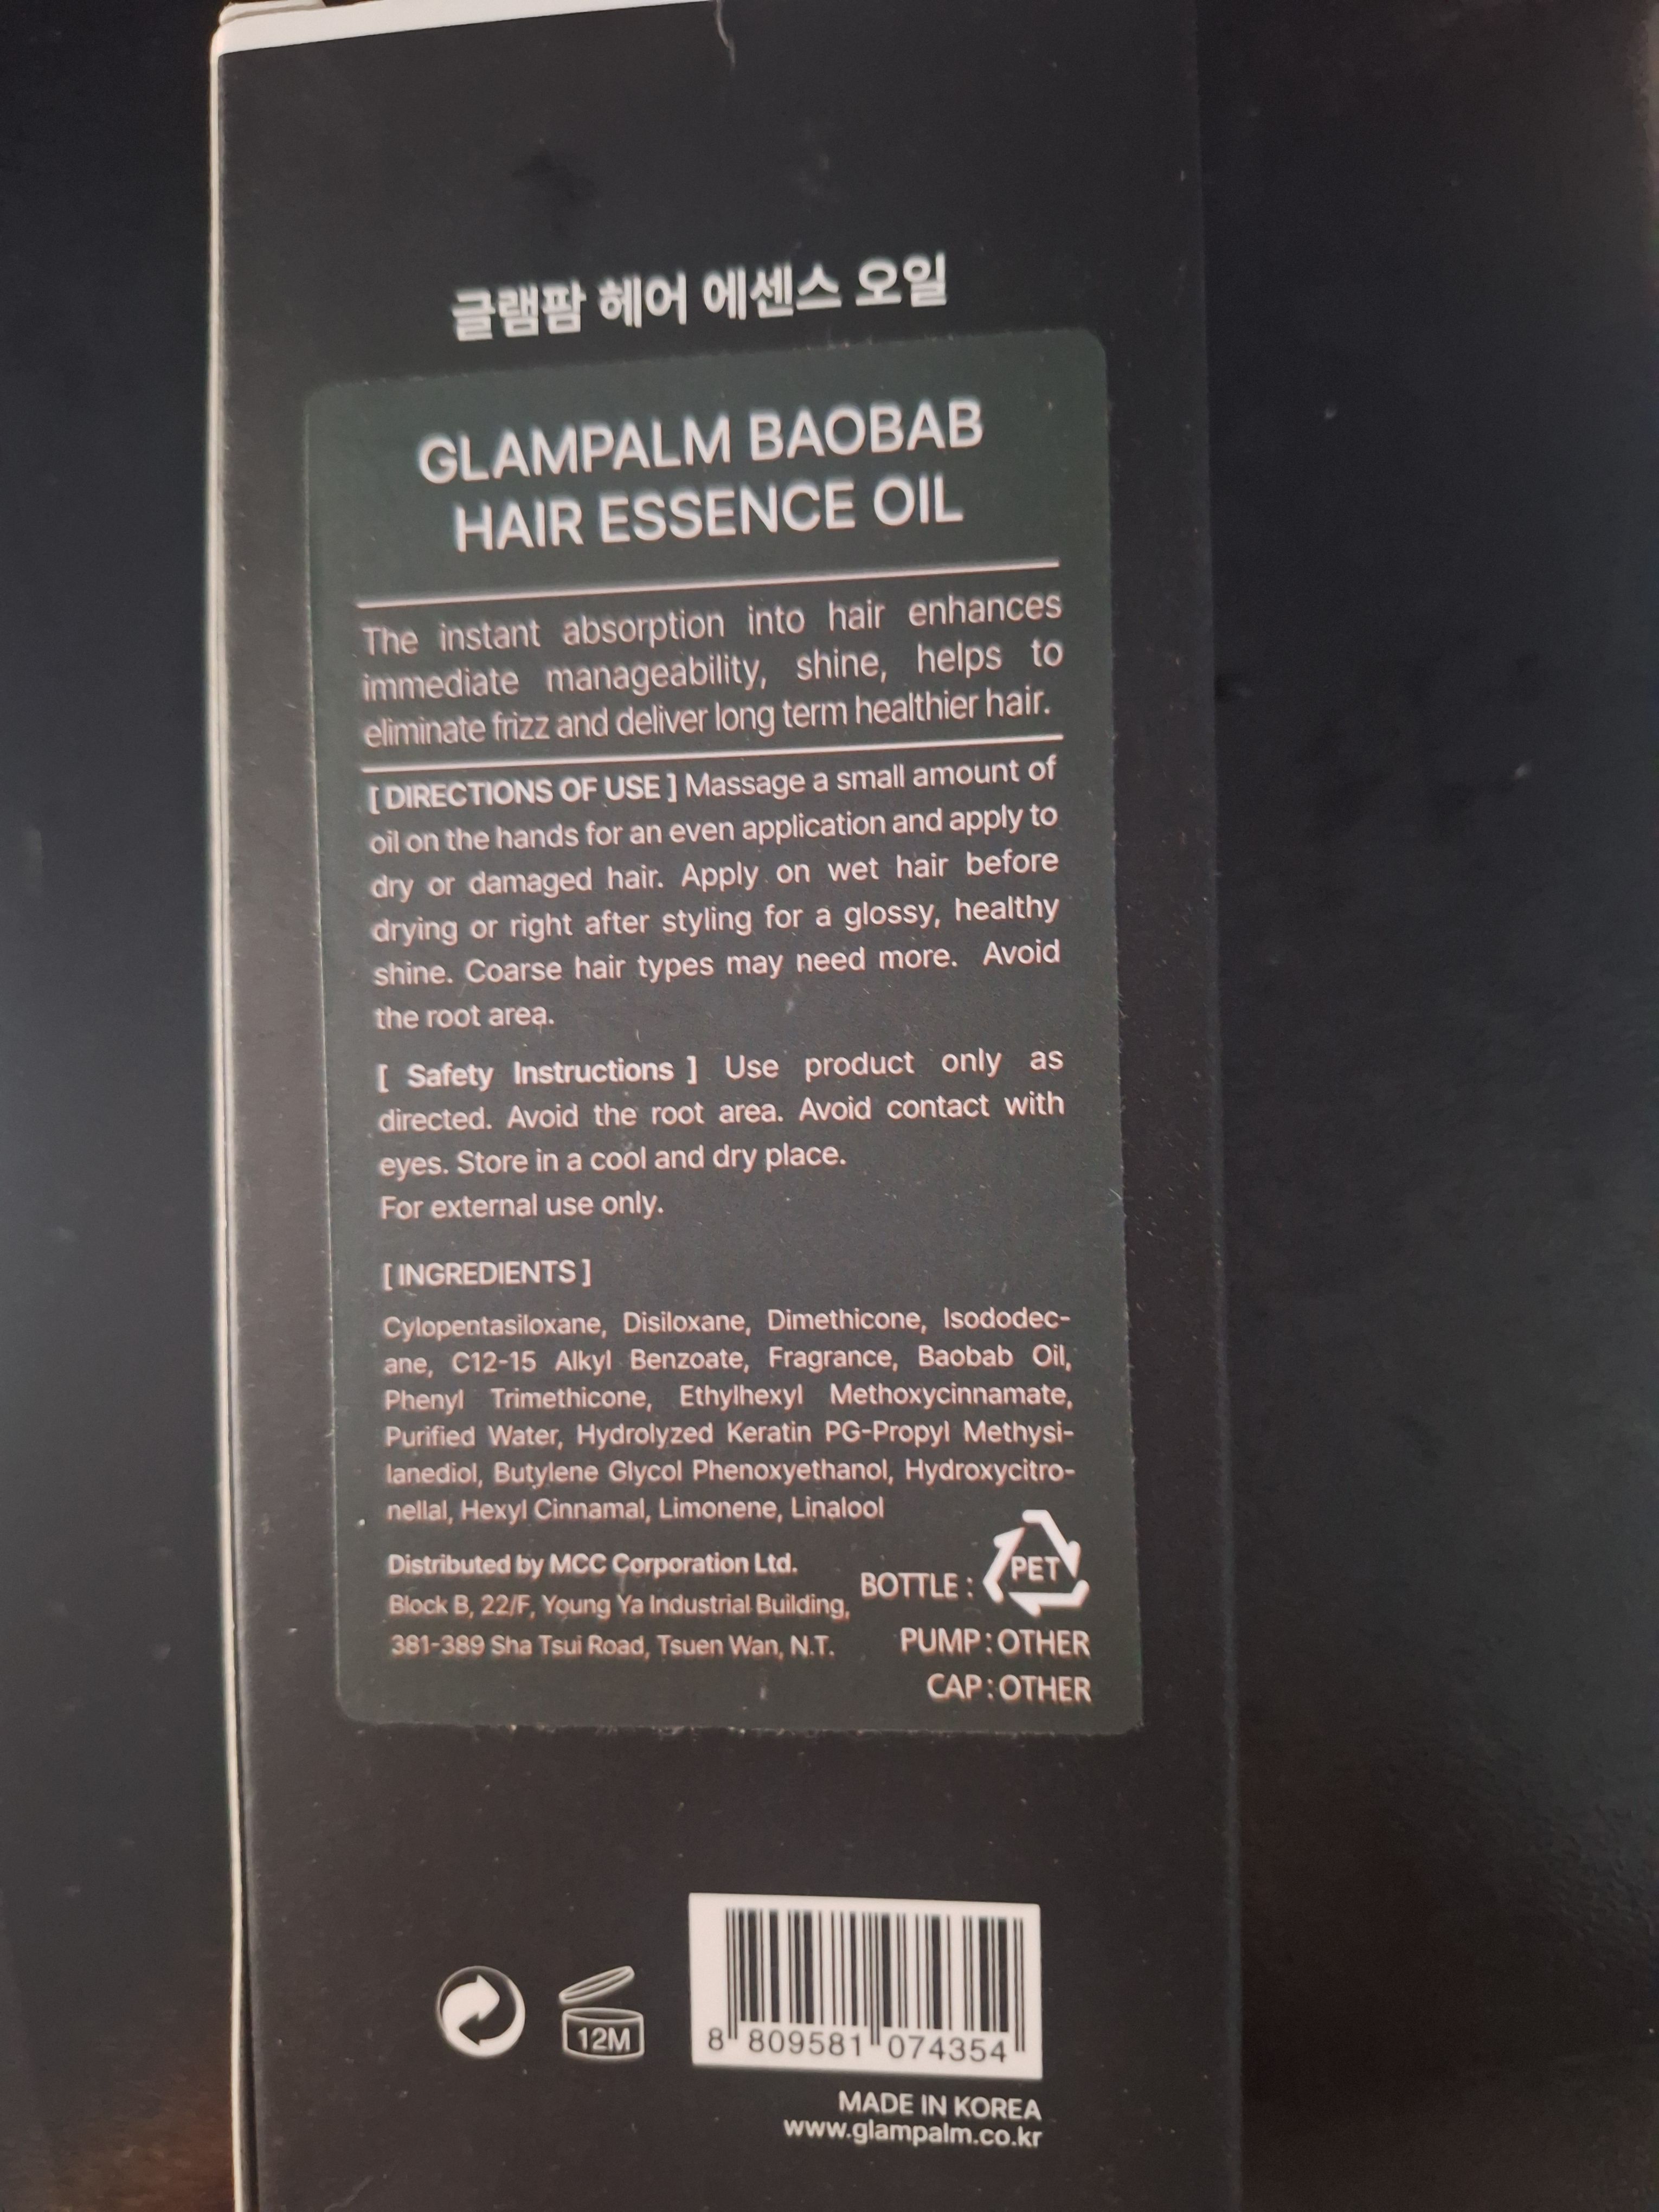 글램팜 헤어 에센스 오일
GLAMPALM BAOBAB
HAIR ESSENCE OIL
The instant absorption into hair enhances
immediate manageability, shine, helps to
eliminate frizz and deliver long term healthier hair.
[ DIRECTIONS OF USE ] Massage a small amount of
oil on the hands for an even application and apply to
dry or damaged hair. Apply on wet hair before
drying or right after styling for a glossy, healthy
shine. Coarse hair types may need more. Avoid
the root area.
[ Safety Instructions ] Use product only as
directed. Avoid the root area. Avoid contact with
eyes. Store in a cool and dry place.
For external use only.
[ INGREDIENTS ]
Cylopentasiloxane, Disiloxane, Dimethicone, Isododec-
ane, C12-15 Alkyl Benzoate, Fragrance, Baobab Oil,
Phenyl Trimethicone, Ethylhexyl Methoxycinnamate,
Purified Water, Hydrolyzed Keratin PG-Propyl Methysi-
lanediol, Butylene Glycol Phenoxyethanol, Hydroxycitro-
nellal, Hexyl Cinnamal, Limonene, Linalool
Distributed by MCC Corporation Ltd.
Block B, 22/F, Young Ya Industrial Building,
381-389 Sha Tsui Road, Tsuen Wan, N.T.
BOTTLE : PET
PUMP : OTHER
CAP : OTHER
12M
8 809581 074354
MADE IN KOREA
www.glampalm.co.kr